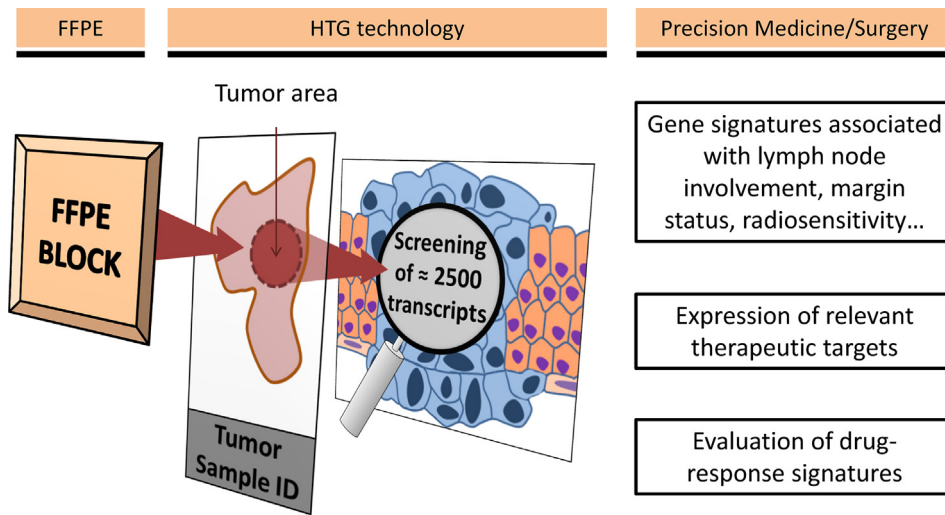 FFPE
HTG technology
Precision Medicine/Surgery
Tumor area
FFPE
BLOCK
Screening
of ≈ 2500
transcripts
Tumor
Sample ID
Gene signatures associated
with lymph node
involvement, margin
status, radiosensitivity…
Expression of relevant
therapeutic targets
Evaluation of drug-
response signatures